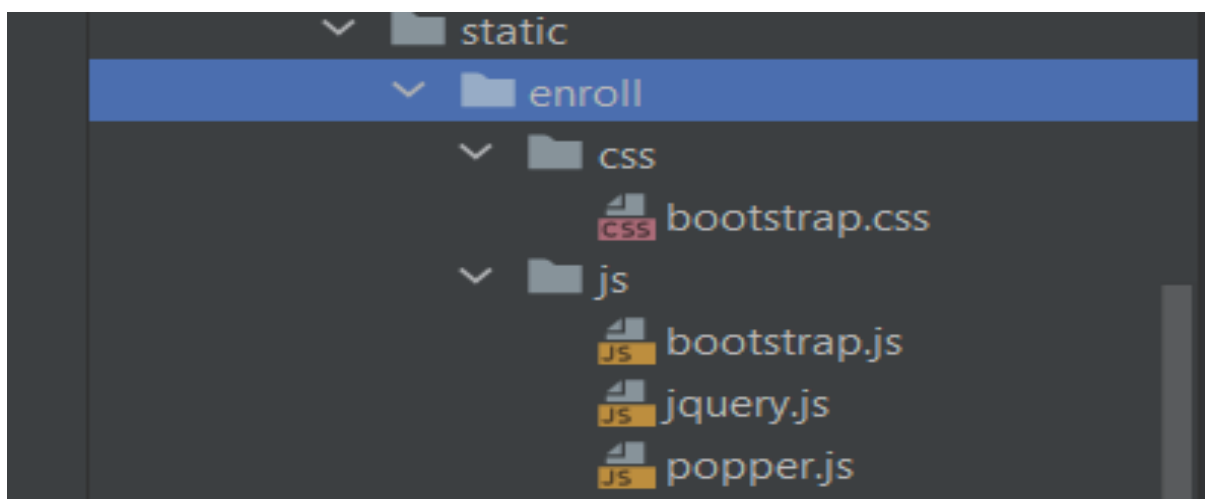 static
enroll
css
CSS bootstrap.css
js
JS bootstrap.js
JS jquery.js
JS popper.js